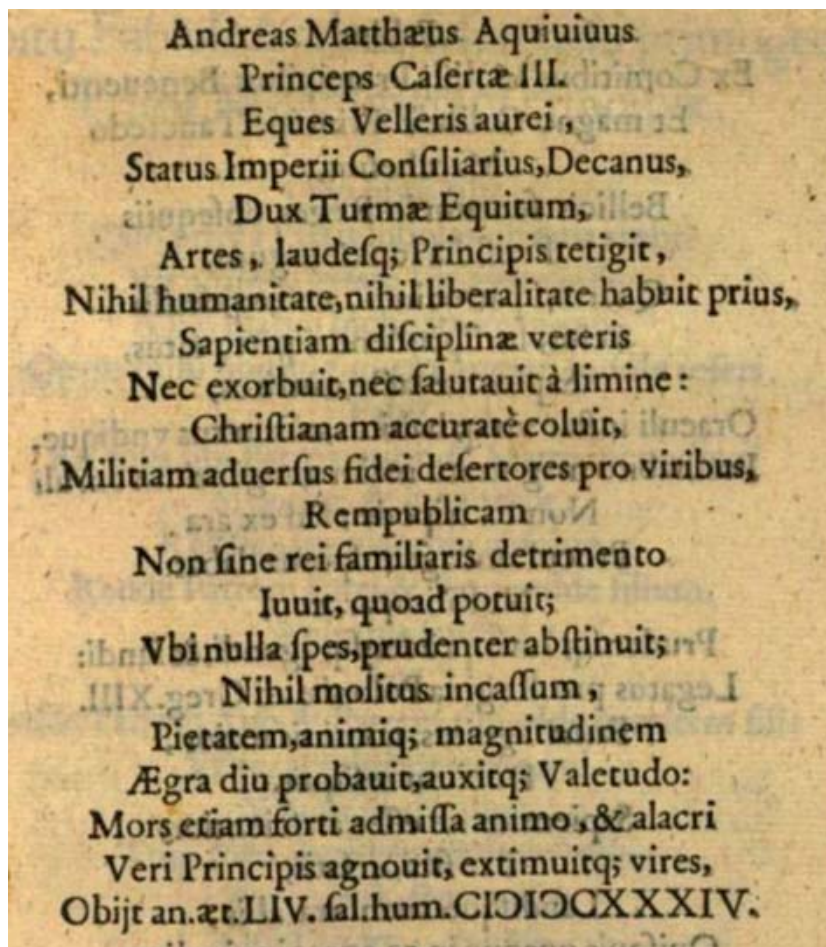 Andreas Matthæus Aquiuiuus
Princeps Caſertæ III.
Eques Velleris aurei,
Status Imperii Conſiliarius, Decanus,
Dux Turmæ Equitum,
Artes, laudeſq; Principis tetigit,
Nihil humanitate, nihil liberalitate habuit prius,
Sapientiam diſciplinæ veteris
Nec exorbuit, nec ſalutauit à limine:
Chriſtianam accuratè coluit,
Militiam aduerſus fidei deſertores pro viribus,
Rempublicam
Non ſine rei familiaris detrimento
Iuuit, quoad potuit;
Vbi nulla ſpes, prudenter abſtinuit;
Nihil molitus incaſſum,
Pietatem, animiq; magnitudinem
Ægra diu probauit, auxitq; Valetudo:
Mors etiam forti admiſſa animo, & alacri
Veri Principis agnouit, extimuitq; vires,
Obijt an. æt. LIV. ſal. hum. CIƆIƆCXXXIV.